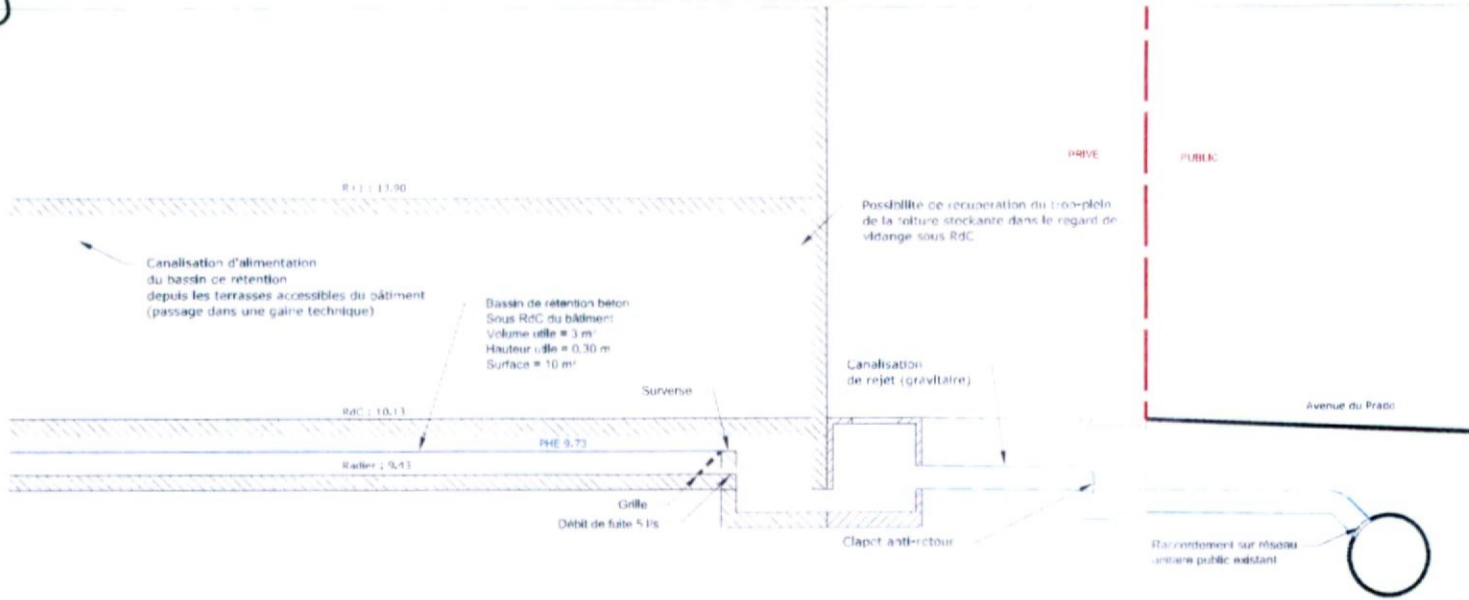 PRIVE
PUBLIC
R+1 : 13.90
Possibilité de récupération du trop-plein
de la toiture stockante dans le regard de
vidange sous RdC
Canalisation d'alimentation
du bassin de rétention
depuis les terrasses accessibles du bâtiment
(passage dans une gaine technique)
Bassin de rétention béton
Sous RdC du bâtiment
Volume utile = 3 m³
Hauteur utile = 0,30 m
Surface = 10 m²
Canalisation
de rejet (gravitaire)
Surverse
Avenue du Prado
RdC : 10.13
PHE 9.73
Radier : 9.43
Grille
Débit de fuite 5 l/s
Clapet anti-retour
Raccordement sur réseau
unitaire public existant